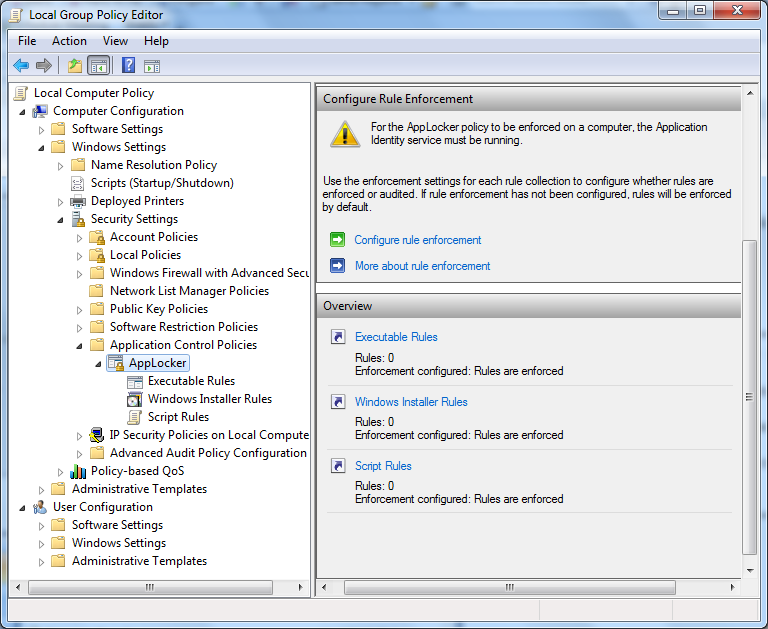 Local Group Policy Editor
File Action View Help
Local Computer Policy
Computer Configuration
Software Settings
Windows Settings
Name Resolution Policy
Scripts (Startup/Shutdown)
Deployed Printers
Security Settings
Account Policies
Local Policies
Windows Firewall with Advanced Secu
Network List Manager Policies
Public Key Policies
Software Restriction Policies
Application Control Policies
AppLocker
Executable Rules
Windows Installer Rules
Script Rules
IP Security Policies on Local Compute
Advanced Audit Policy Configuration
Policy-based QoS
Administrative Templates
User Configuration
Software Settings
Windows Settings
Administrative Templates
Configure Rule Enforcement
For the AppLocker policy to be enforced on a computer, the Application
Identity service must be running.
Use the enforcement settings for each rule collection to configure whether rules are
enforced or audited. If rule enforcement has not been configured, rules will be enforced
by default.
Configure rule enforcement
More about rule enforcement
Overview
Executable Rules
Rules: 0
Enforcement configured: Rules are enforced
Windows Installer Rules
Rules: 0
Enforcement configured: Rules are enforced
Script Rules
Rules: 0
Enforcement configured: Rules are enforced